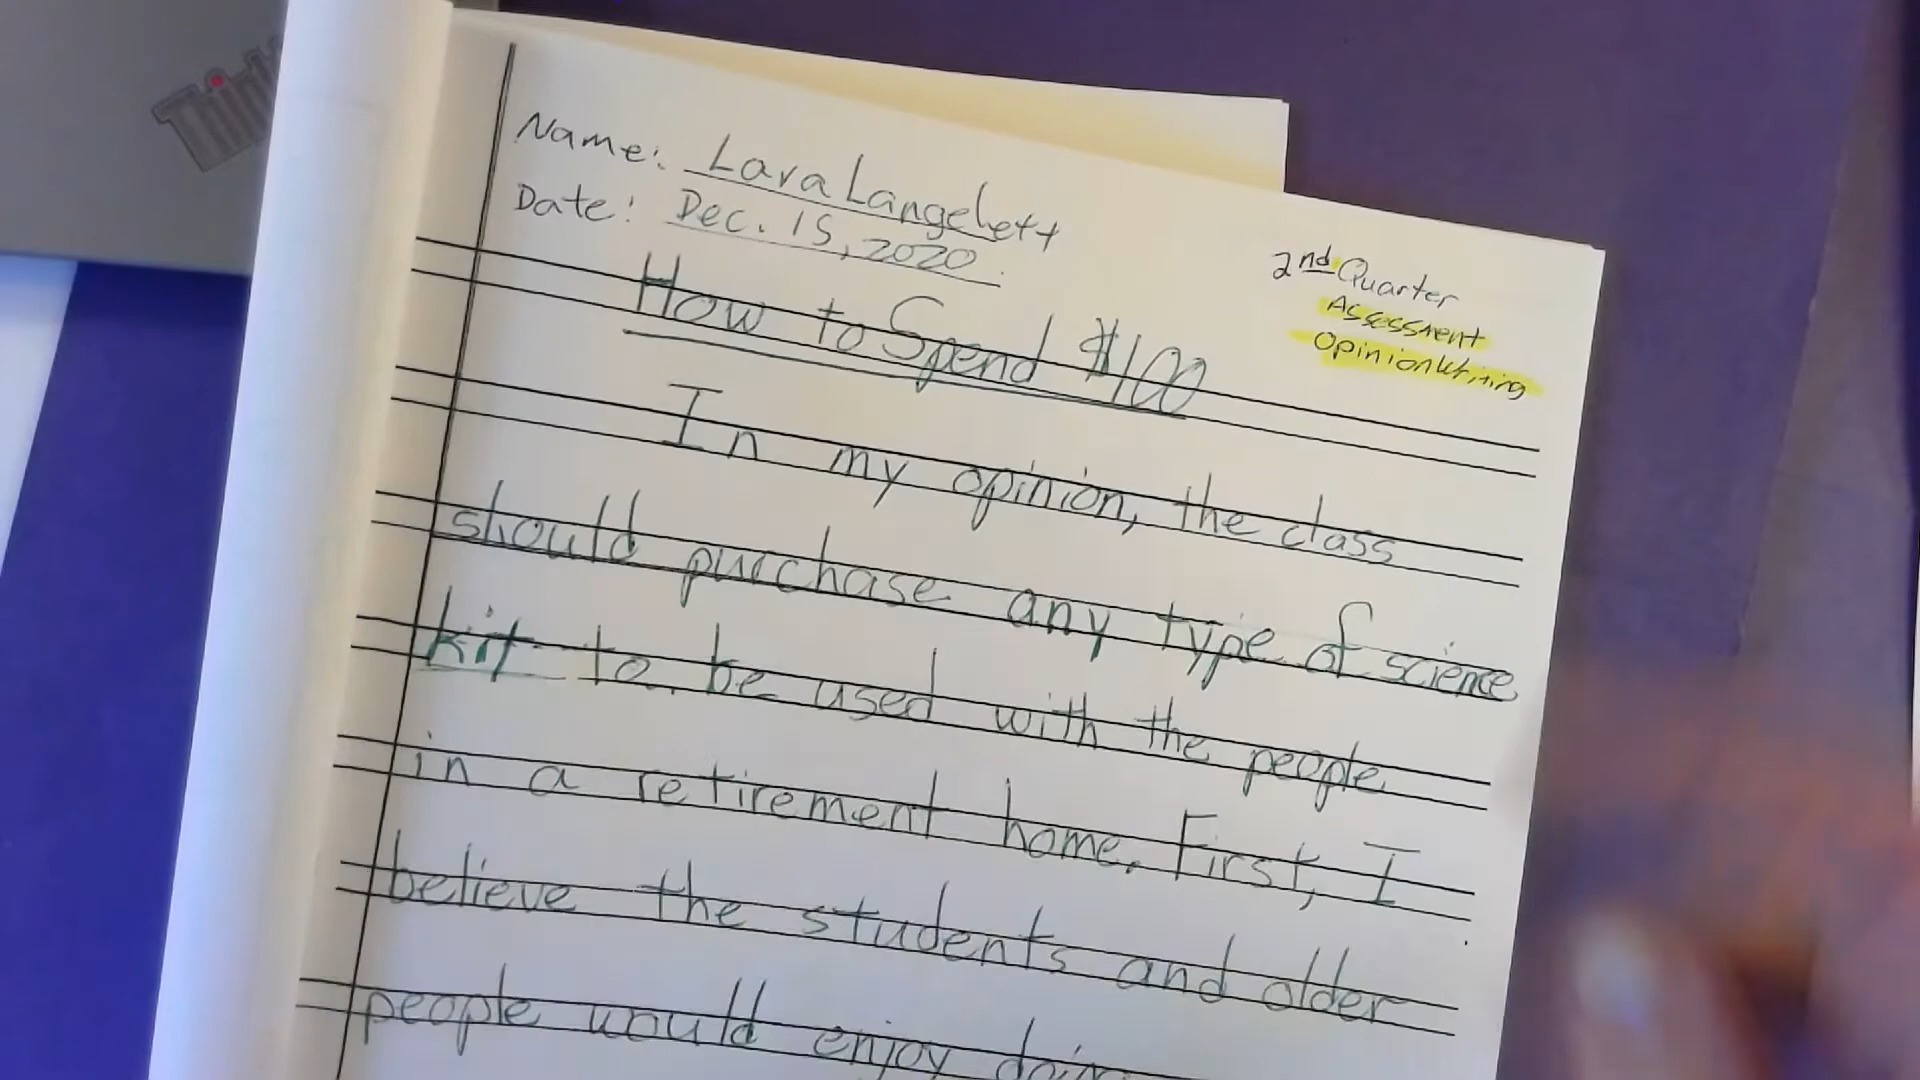 Think
Name: Lara Langelett
Date: Dec. 15, 2020
2nd Quarter
Assessment
Opinion Writing
How to Spend $100
In my opinion, the class
should purchase any type of science
kit to be used with the people
in a retirement home. First, I
believe the students and older
people would enjoy doin